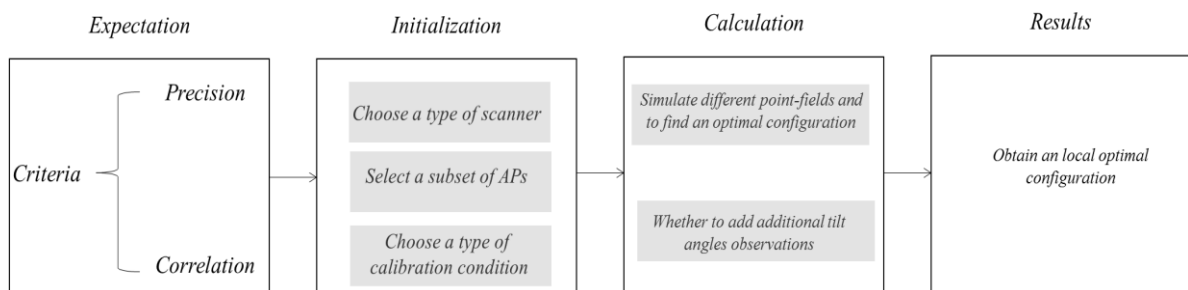 Expectation
Initialization
Calculation
Results
Precision
Criteria
Correlation
Choose a type of scanner
Select a subset of APs
Choose a type of
calibration condition
Simulate different point-fields and
to find an optimal configuration
Whether to add additional tilt
angles observations
Obtain an local optimal
configuration